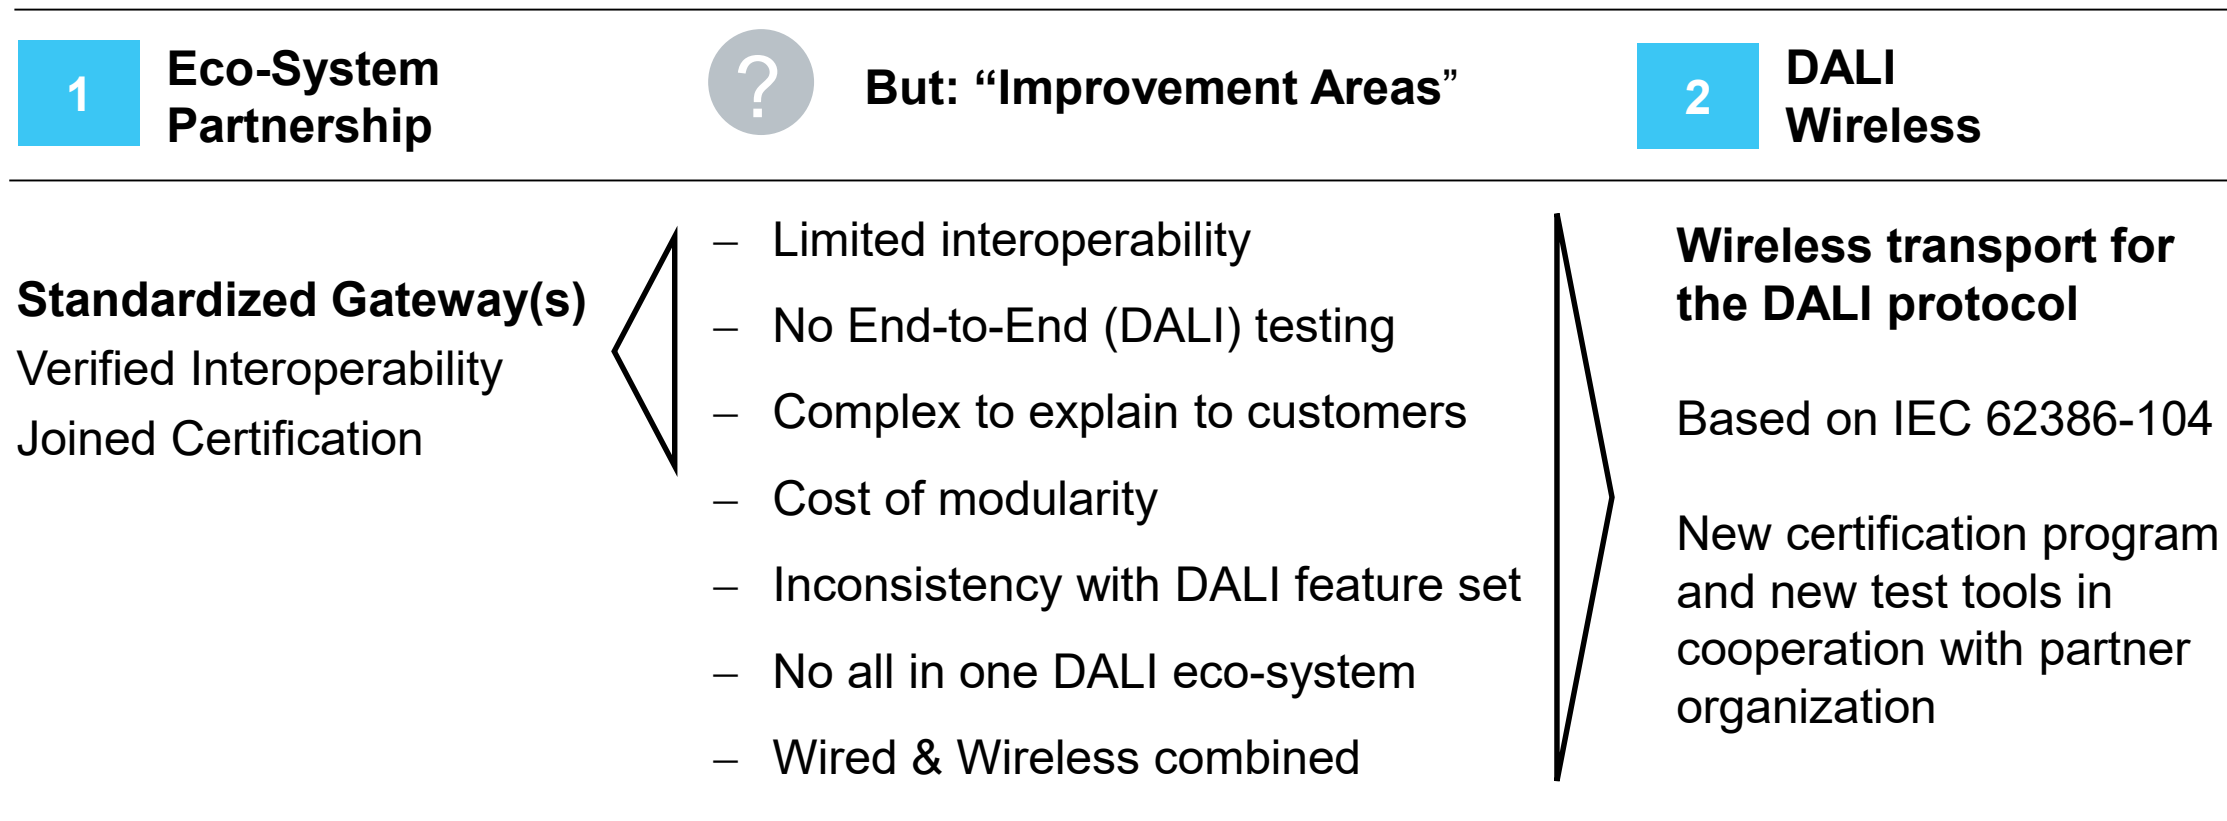 1
Eco-System
Partnership
?
But: “Improvement Areas”
2
DALI
Wireless
Standardized Gateway(s)
Verified Interoperability
Joined Certification
– Limited interoperability
– No End-to-End (DALI) testing
– Complex to explain to customers
– Cost of modularity
– Inconsistency with DALI feature set
– No all in one DALI eco-system
– Wired & Wireless combined
Wireless transport for
the DALI protocol
Based on IEC 62386-104
New certification program
and new test tools in
cooperation with partner
organization